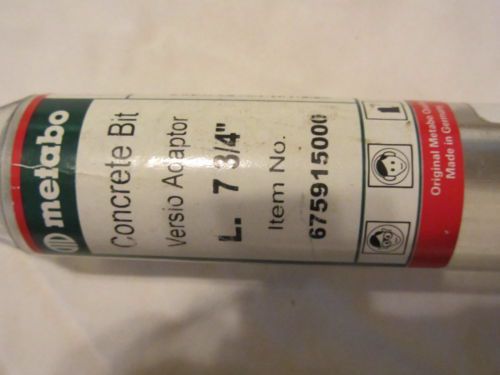 metabo
Concrete Bit
Versio Adaptor
L. 7 3/4"
Item No.
675915000
Original Metabo
Made in Germany